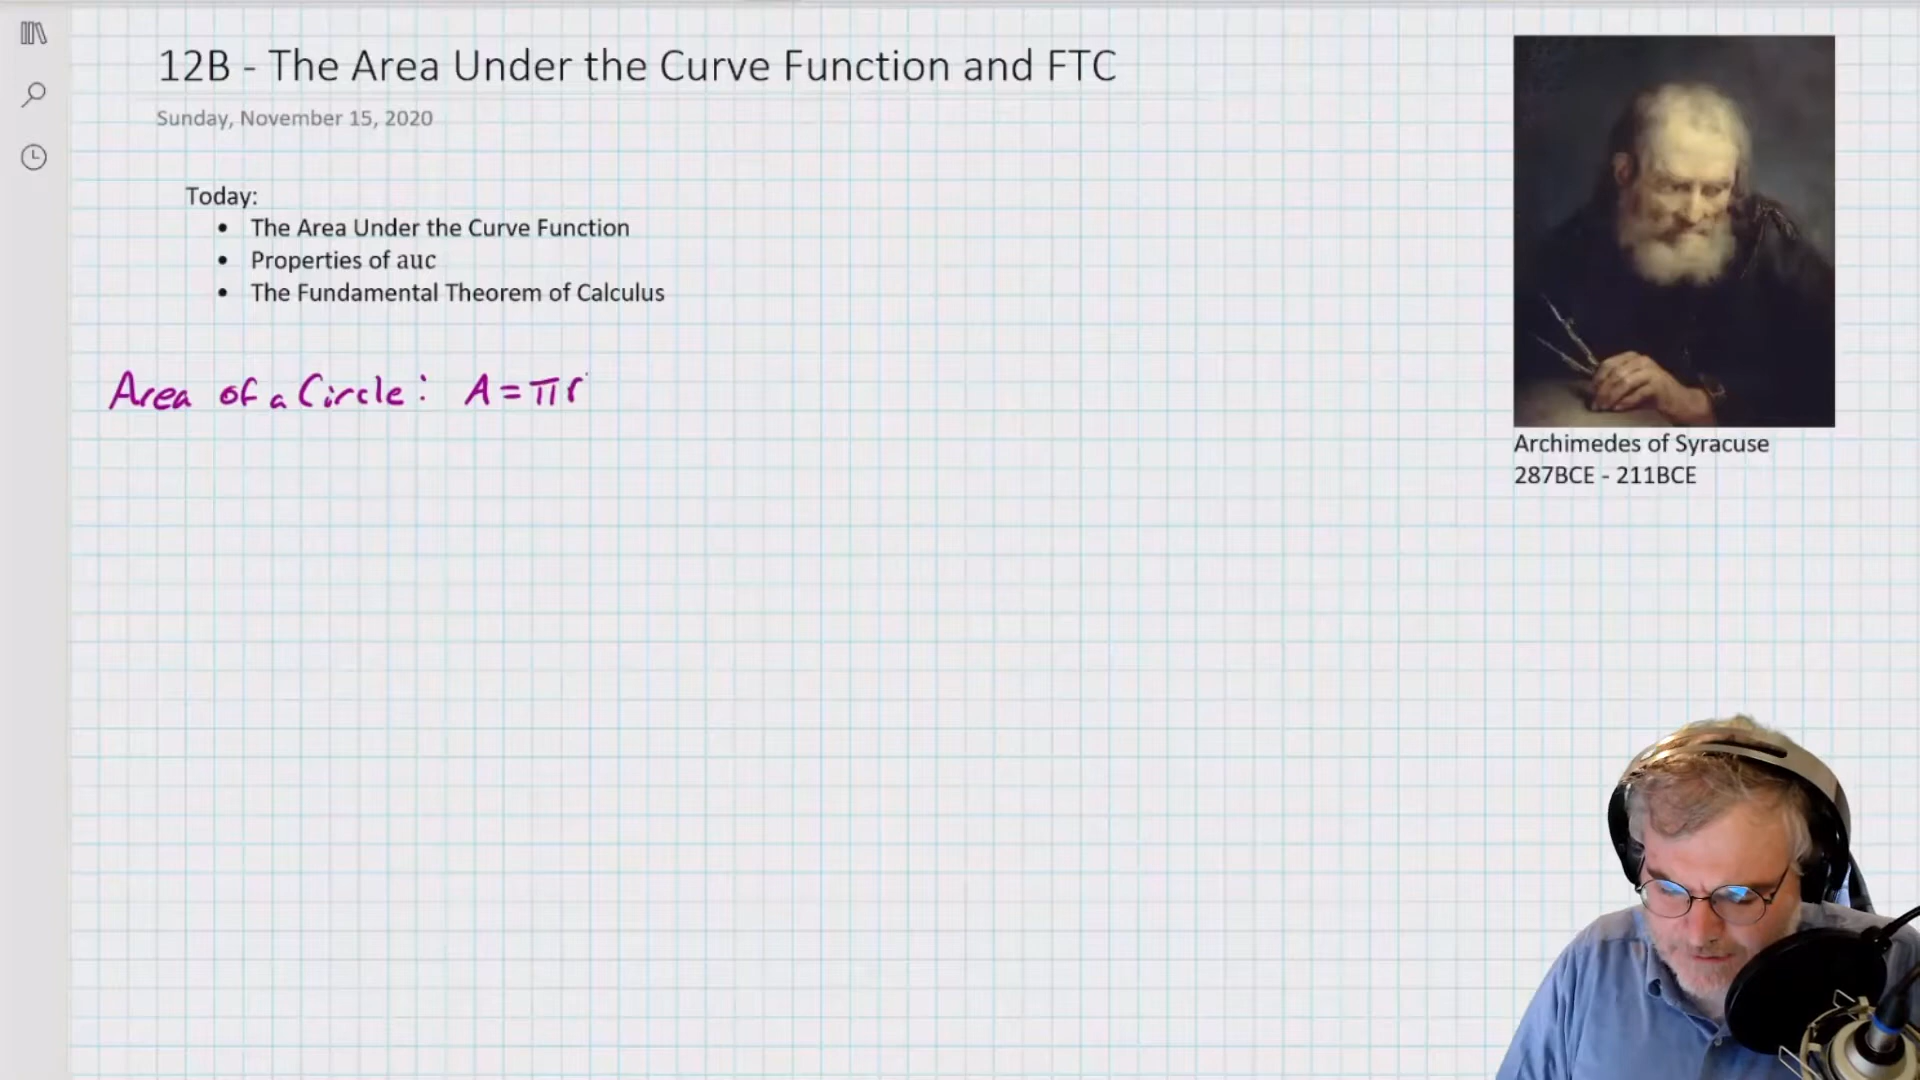 12B - The Area Under the Curve Function and FTC
Sunday, November 15, 2020
Today:
• The Area Under the Curve Function
• Properties of auc
• The Fundamental Theorem of Calculus
Area of a Circle: A = πr
Archimedes of Syracuse
287BCE - 211BCE